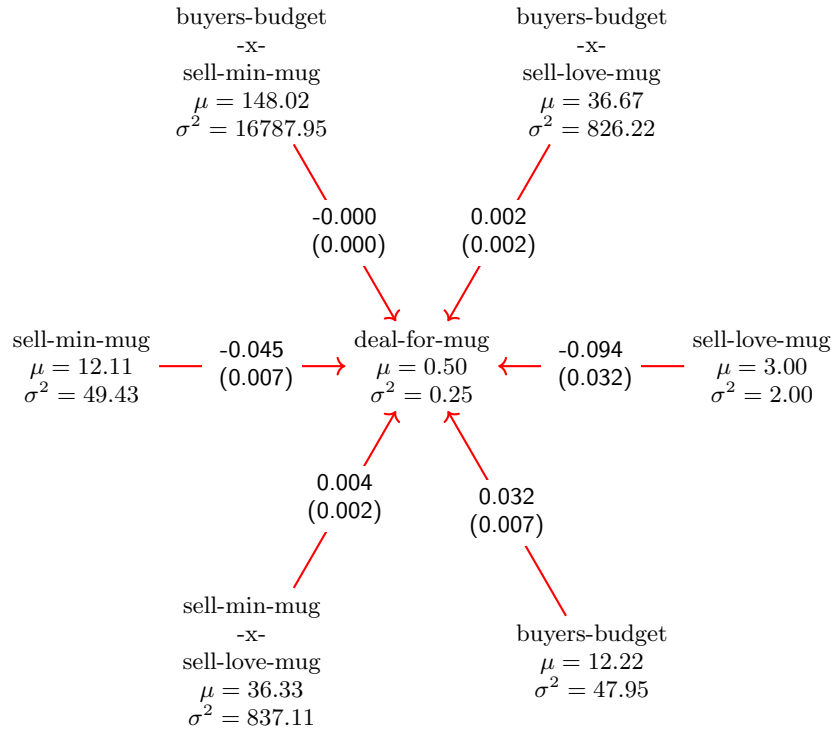 buyers-budget
-x-
sell-min-mug
μ = 148.02
σ² = 16787.95
buyers-budget
-x-
sell-love-mug
μ = 36.67
σ² = 826.22
-0.000
(0.000)
0.002
(0.002)
sell-min-mug
μ = 12.11
σ² = 49.43
-0.045
(0.007)
deal-for-mug
μ = 0.50
σ² = 0.25
-0.094
(0.032)
sell-love-mug
μ = 3.00
σ² = 2.00
0.004
(0.002)
0.032
(0.007)
sell-min-mug
-x-
sell-love-mug
μ = 36.33
σ² = 837.11
buyers-budget
μ = 12.22
σ² = 47.95